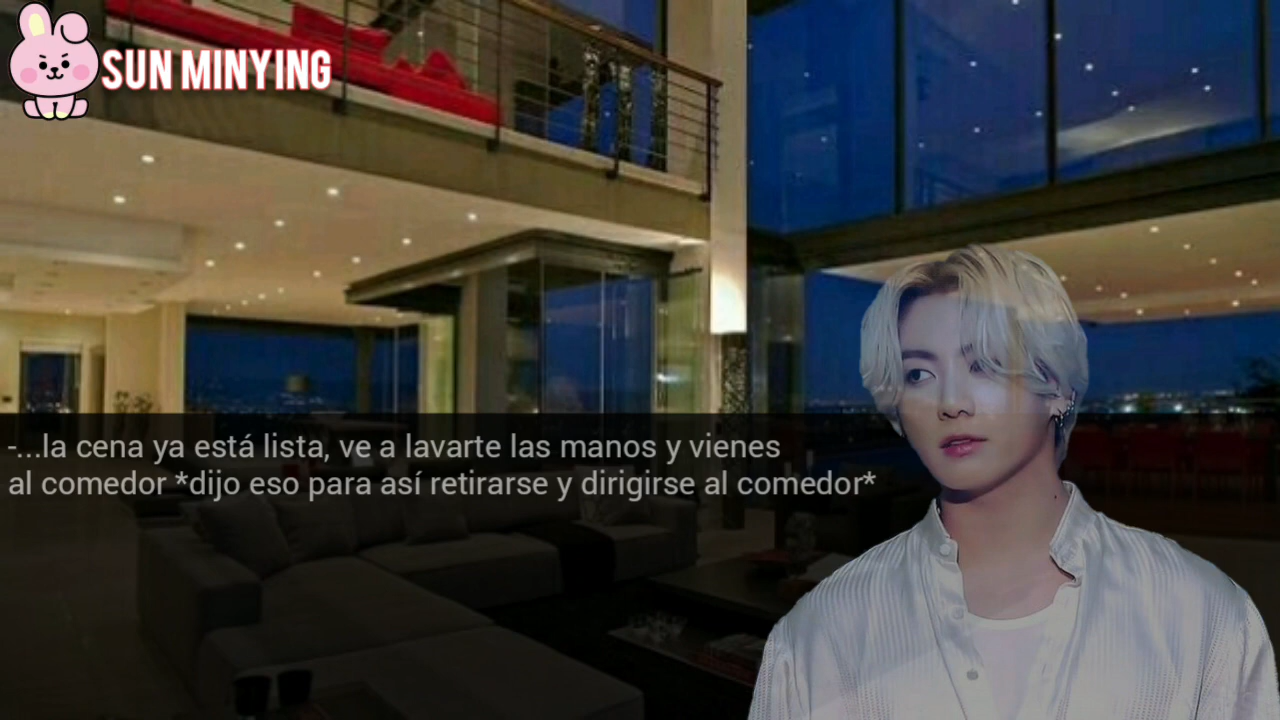 SUN MINYING
-...la cena ya está lista, ve a lavarte las manos y vienes
al comedor *dijo eso para así retirarse y dirigirse al comedor*